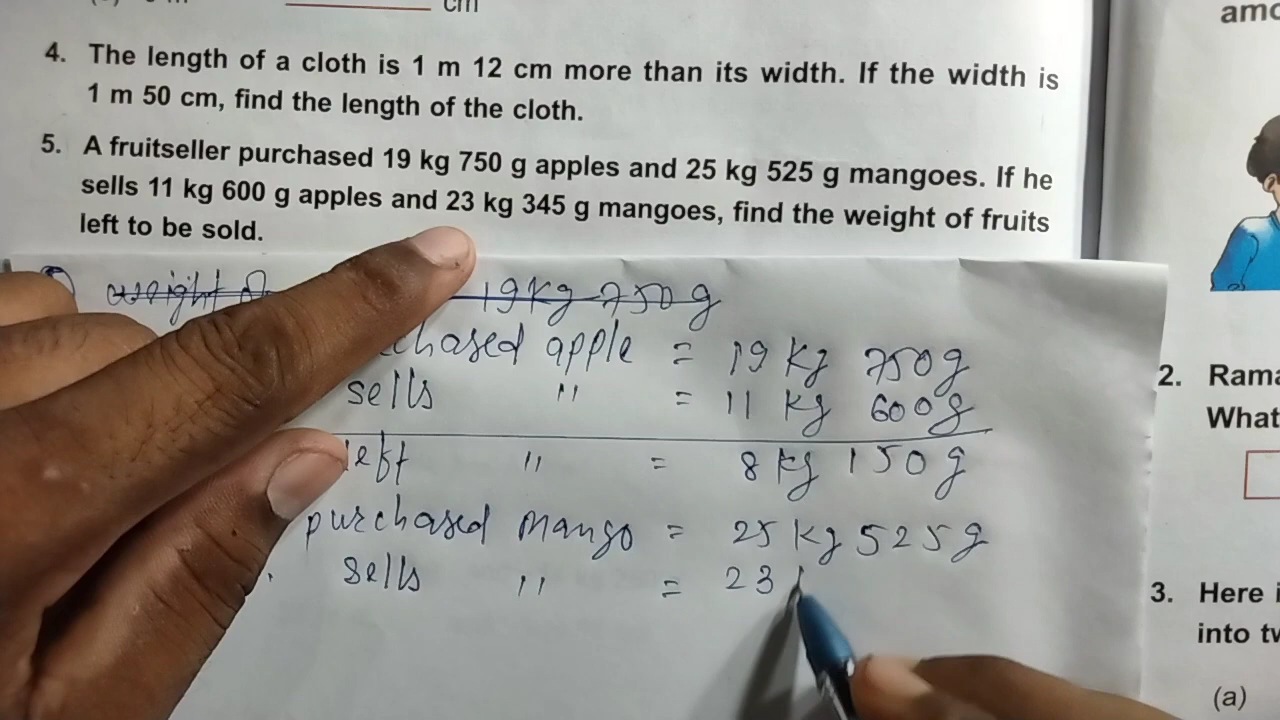 cm
4. The length of a cloth is 1 m 12 cm more than its width. If the width is
1 m 50 cm, find the length of the cloth.
5. A fruitseller purchased 19 kg 750 g apples and 25 kg 525 g mangoes. If he
sells 11 kg 600 g apples and 23 kg 345 g mangoes, find the weight of fruits
left to be sold.
weight 19 kg 750 g
apple = 19 kg 750 g
sells " = 11 kg 600 g
left " = 8 kg 150 g
purchased mango = 25 kg 525 g
sells " = 23
2. 
What
3. Here
into
(a)